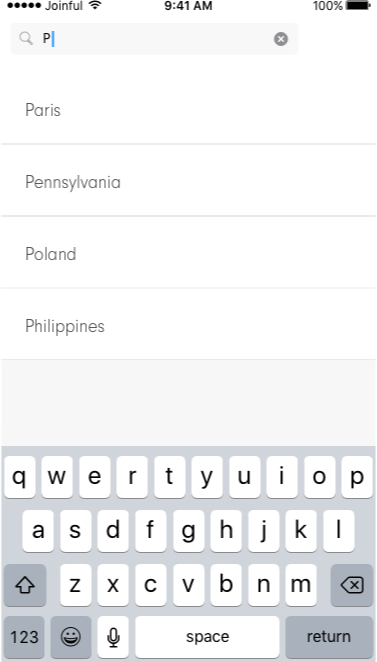 Joinful 9:41 AM 100%
P
Paris
Pennsylvania
Poland
Philippines
q w e r t y u i o p
a s d f g h j k l
z x c v b n m
123 space return